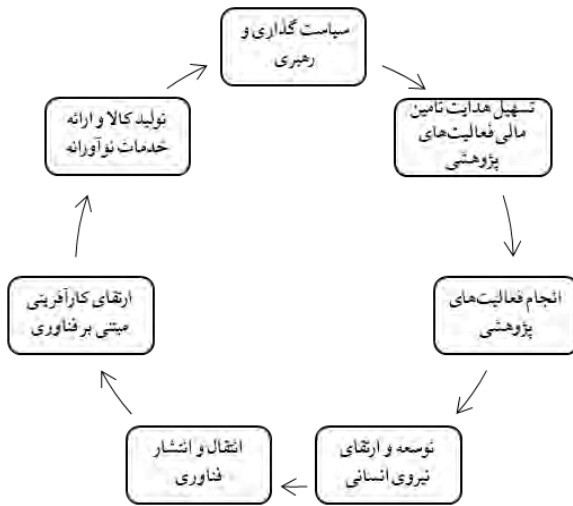 سیاست گذاری و
رهبری
تسهیل هدایت تامین
مالی فعالیت‌های
پژوهشی
انجام فعالیت‌های
پژوهشی
توسعه و ارتقای
نیروی انسانی
انتقال و انتشار
فناوری
ارتقای کارآفرینی
مبتنی بر فناوری
تولید کالا و ارائه
خدمات نوآورانه